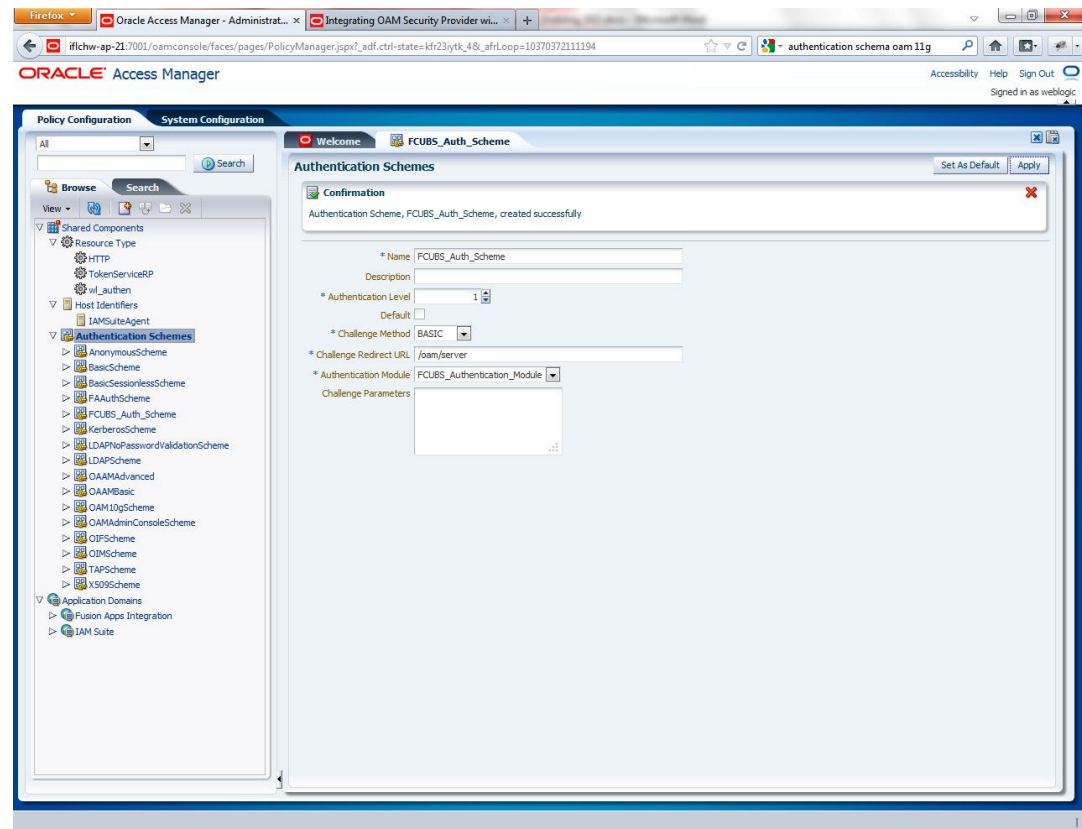 Firefox
Oracle Access Manager - Administrat... ×
Integrating OAM Security Provider wi... ×
+
iflchw-ap-21:7001/oamconsole/faces/pages/PolicyManager.jspx?_adf.ctrl-state=kfr23iytk_4&_afrLoop=10370372111194
authentication schema oam 11g
ORACLE Access Manager
Accessibility Help Sign Out
Signed in as weblogic
Policy Configuration
System Configuration
All
Search
Browse
Search
View
Shared Components
Resource Type
HTTP
TokenServiceRP
wl_authen
Host Identifiers
IAMSuiteAgent
Authentication Schemes
AnonymousScheme
BasicScheme
BasicSessionlessScheme
FAAuthScheme
FCUBS_Auth_Scheme
KerberosScheme
LDAPNoPasswordValidationScheme
LDAPScheme
OAAMAdvanced
OAAMBasic
OAM10gScheme
OAMAdminConsoleScheme
OIFScheme
OIMScheme
TAPScheme
X509Scheme
Application Domains
Fusion Apps Integration
IAM Suite
Welcome
FCUBS_Auth_Scheme
Authentication Schemes
Set As Default
Apply
Confirmation
Authentication Scheme, FCUBS_Auth_Scheme, created successfully
* Name FCUBS_Auth_Scheme
Description
* Authentication Level 1
Default
* Challenge Method BASIC
* Challenge Redirect URL /oam/server
* Authentication Module FCUBS_Authentication_Module
Challenge Parameters